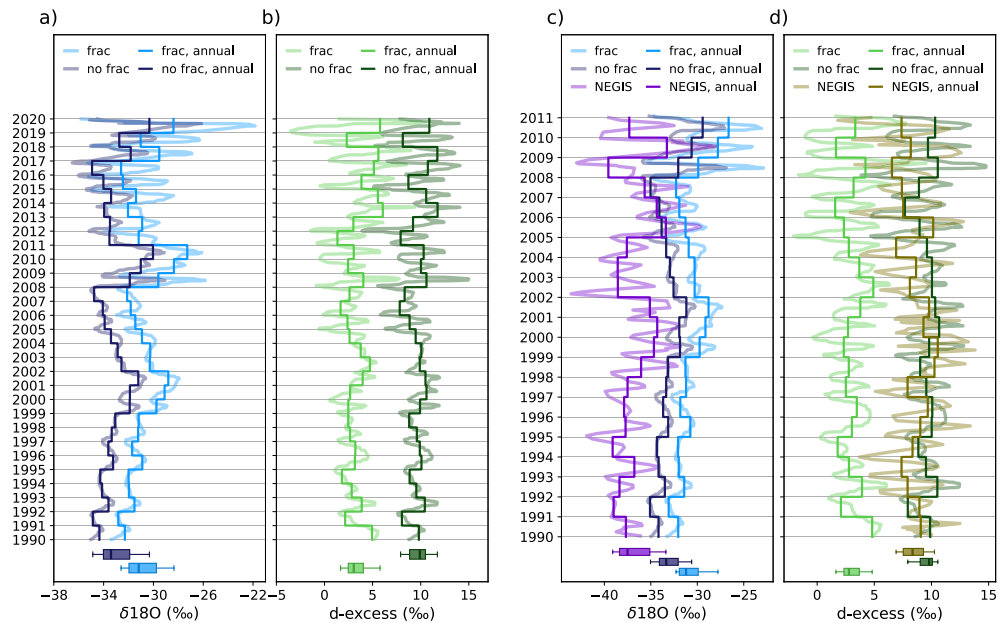 a) b) c) d)
frac frac, annual
no frac no frac, annual
frac frac, annual
no frac no frac, annual
frac frac, annual
no frac no frac, annual
NEGIS NEGIS, annual
frac frac, annual
no frac no frac, annual
NEGIS NEGIS, annual
2020
2019
2018
2017
2016
2015
2014
2013
2012
2011
2010
2009
2008
2007
2006
2005
2004
2003
2002
2001
2000
1999
1998
1997
1996
1995
1994
1993
1992
1991
1990
2011
2010
2009
2008
2007
2006
2005
2004
2003
2002
2001
2000
1999
1998
1997
1996
1995
1994
1993
1992
1991
1990
−38 −34 −30 −26 −22
δ18O (‰)
0 5 10 15
d-excess (‰)
−40 −35 −30 −25
δ18O (‰)
0 5 10 15
d-excess (‰)